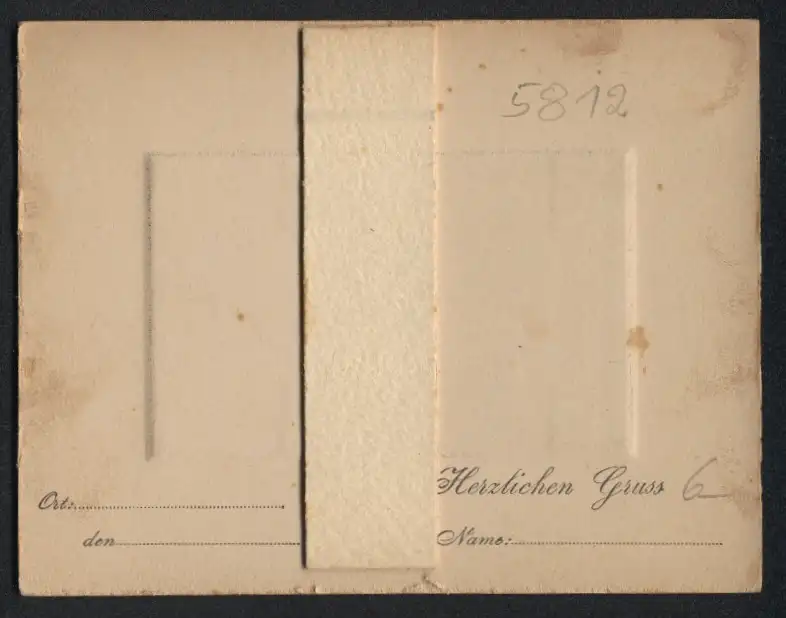 5812
Herzlichen Gruss 6
Ort:
den
Name: